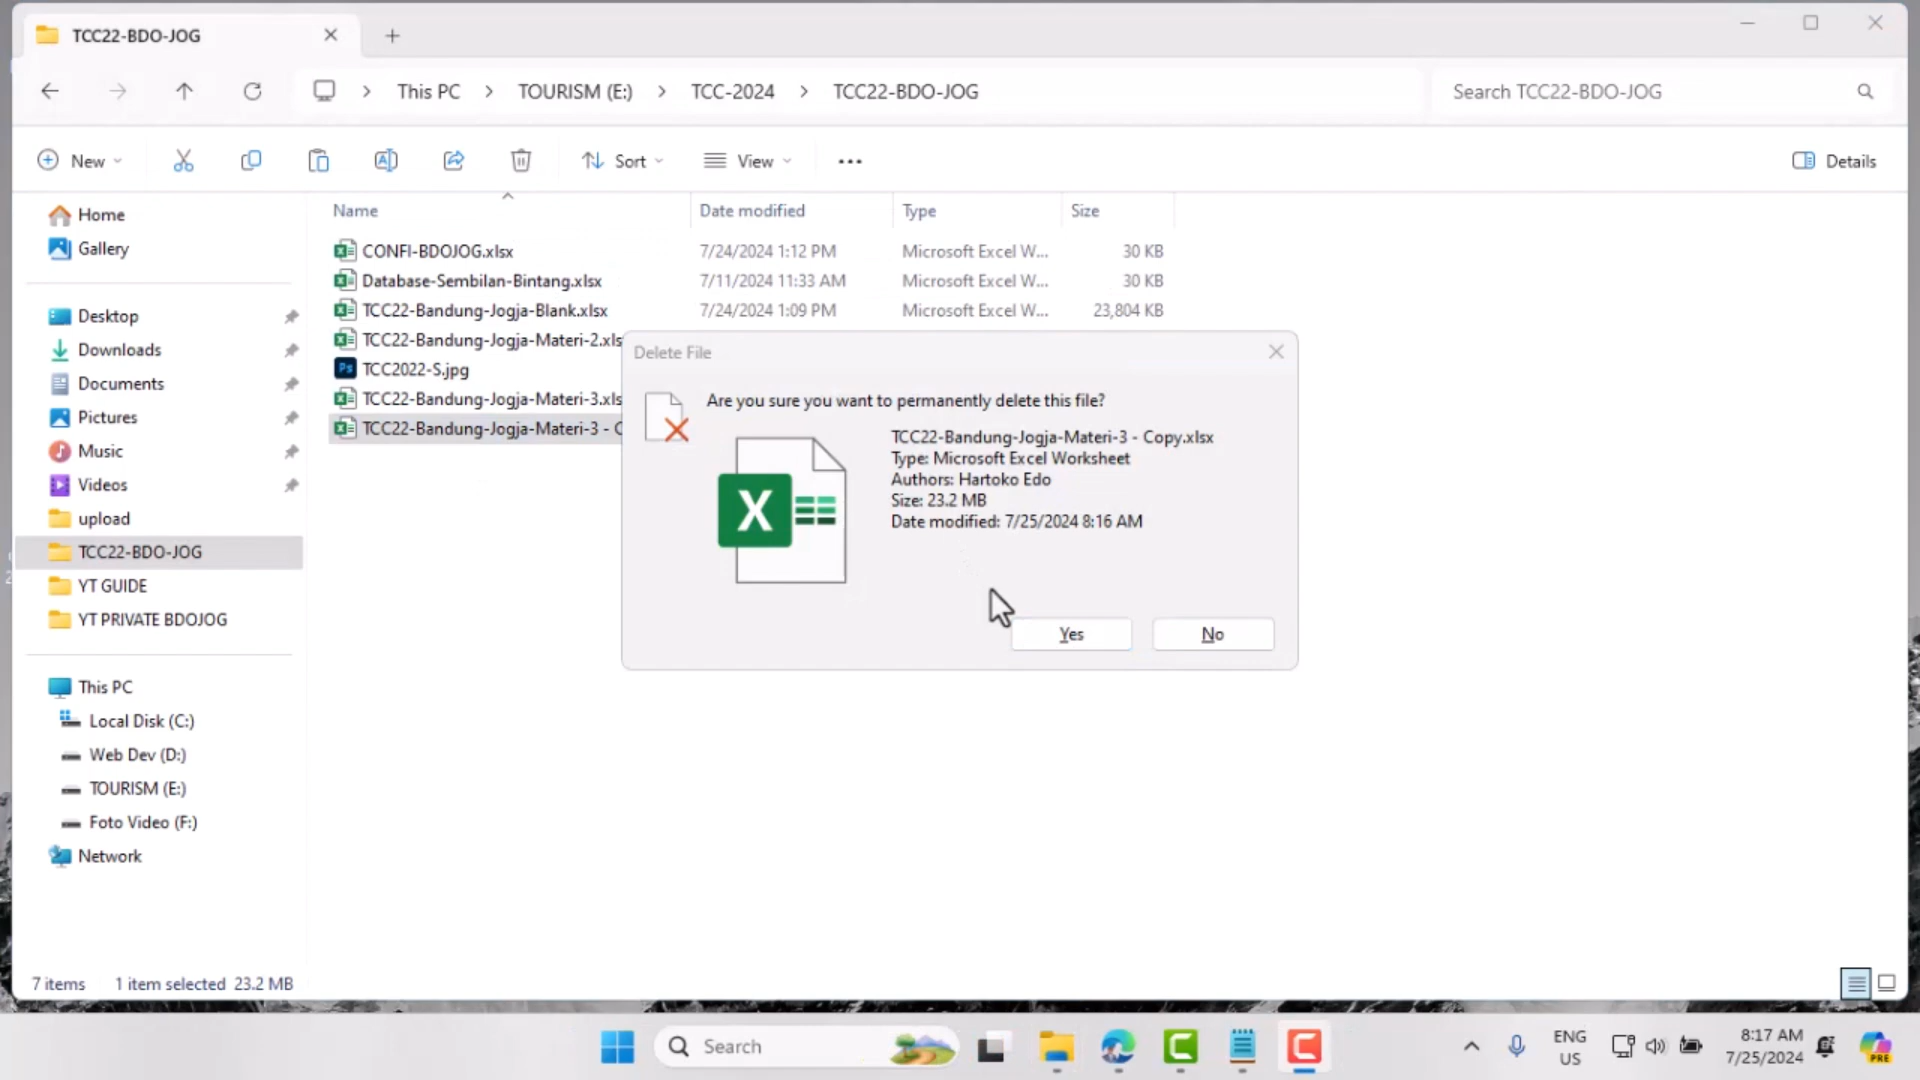 TCC22-BDO-JOG
This PC > TOURISM (E:) > TCC-2024 > TCC22-BDO-JOG
Search TCC22-BDO-JOG
New
Sort
View
Details
Name Date modified Type Size
CONFI-BDOJOG.xlsx 7/24/2024 1:12 PM Microsoft Excel W... 30 KB
Database-Sembilan-Bintang.xlsx 7/11/2024 11:33 AM Microsoft Excel W... 30 KB
TCC22-Bandung-Jogja-Blank.xlsx 7/24/2024 1:09 PM Microsoft Excel W... 23,804 KB
TCC22-Bandung-Jogja-Materi-2.xls
TCC2022-S.jpg
TCC22-Bandung-Jogja-Materi-3.xls
TCC22-Bandung-Jogja-Materi-3 - C
Home
Gallery
Desktop
Downloads
Documents
Pictures
Music
Videos
upload
TCC22-BDO-JOG
YT GUIDE
YT PRIVATE BDOJOG
This PC
Local Disk (C:)
Web Dev (D:)
TOURISM (E:)
Foto Video (F:)
Network
Delete File
Are you sure you want to permanently delete this file?
X
TCC22-Bandung-Jogja-Materi-3 - Copy.xlsx
Type: Microsoft Excel Worksheet
Authors: Hartoko Edo
Size: 23.2 MB
Date modified: 7/25/2024 8:16 AM
Yes
No
7 items 1 item selected 23.2 MB
Search
ENG
US
8:17 AM
7/25/2024
PRE
Ps